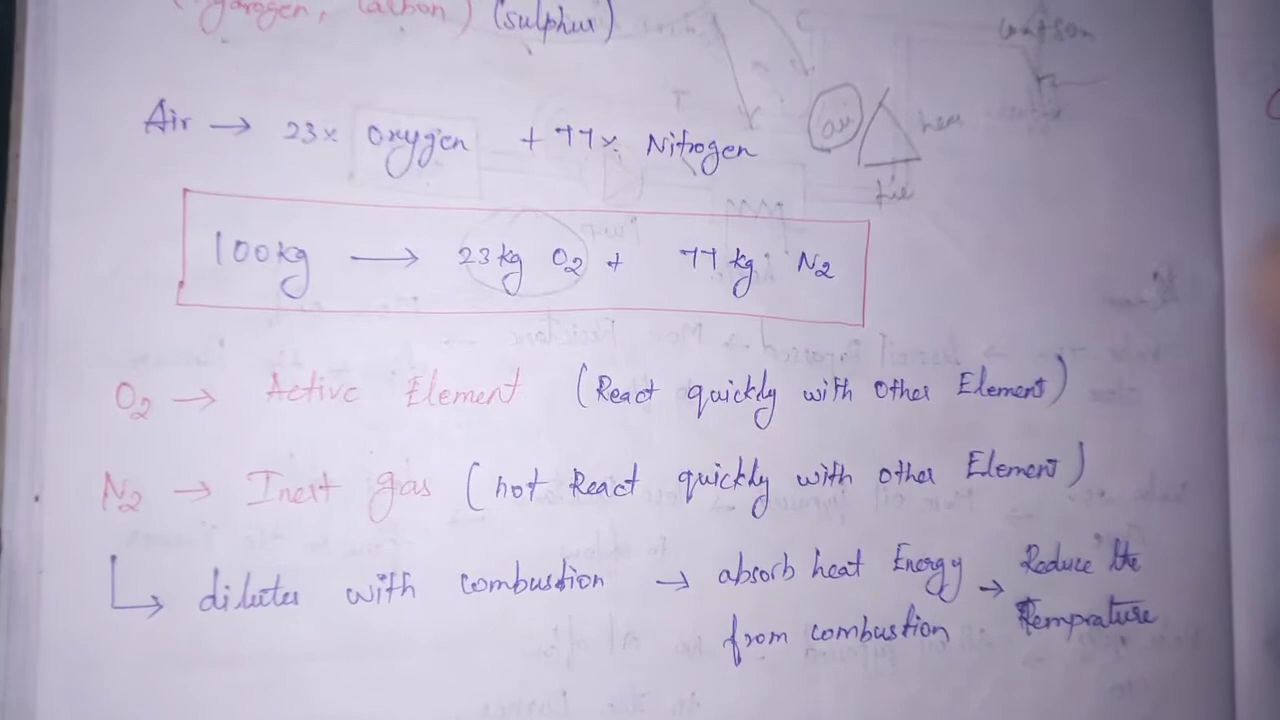 (sulphur)
Air → 23% Oxygen + 77% Nitrogen
100kg → 23kg O2 + 77 kg N2
O2 → Active Element (React quickly with Other Element)
N2 → Inert gas (not React quickly with other Element)
↳ dilutes with combustion → absorb heat Energy from combustion → Reduce the Temprature